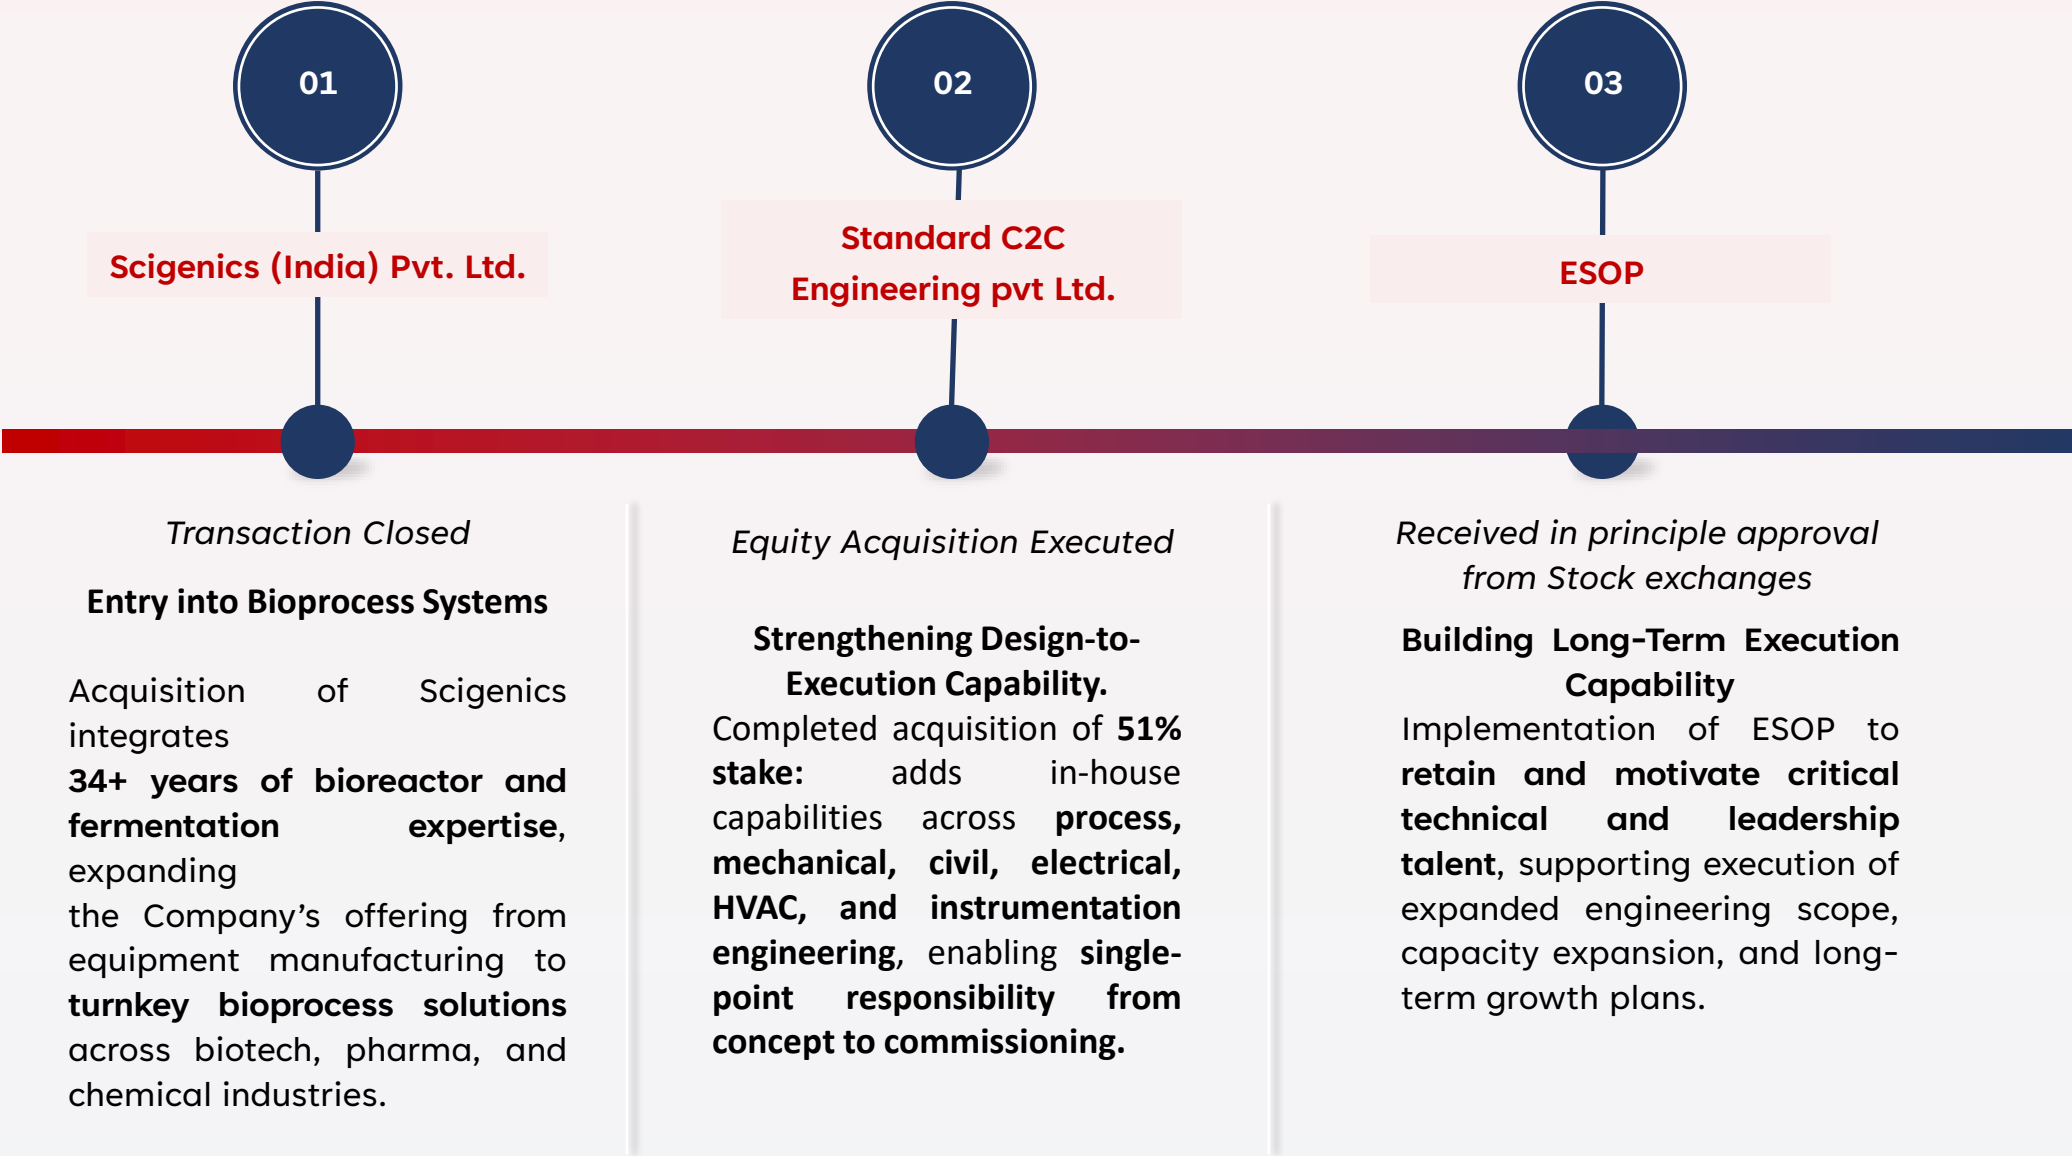 01
Scigenics (India) Pvt. Ltd.
Transaction Closed
Entry into Bioprocess Systems
Acquisition of Scigenics
integrates
34+ years of bioreactor and
fermentation expertise,
expanding
the Company’s offering from
equipment manufacturing to
turnkey bioprocess solutions
across biotech, pharma, and
chemical industries.
02
Standard C2C
Engineering pvt Ltd.
Equity Acquisition Executed
Strengthening Design-to-
Execution Capability.
Completed acquisition of 51%
stake: adds in-house
capabilities across process,
mechanical, civil, electrical,
HVAC, and instrumentation
engineering, enabling single-
point responsibility from
concept to commissioning.
03
ESOP
Received in principle approval
from Stock exchanges
Building Long-Term Execution
Capability
Implementation of ESOP to
retain and motivate critical
technical and leadership
talent, supporting execution of
expanded engineering scope,
capacity expansion, and long-
term growth plans.